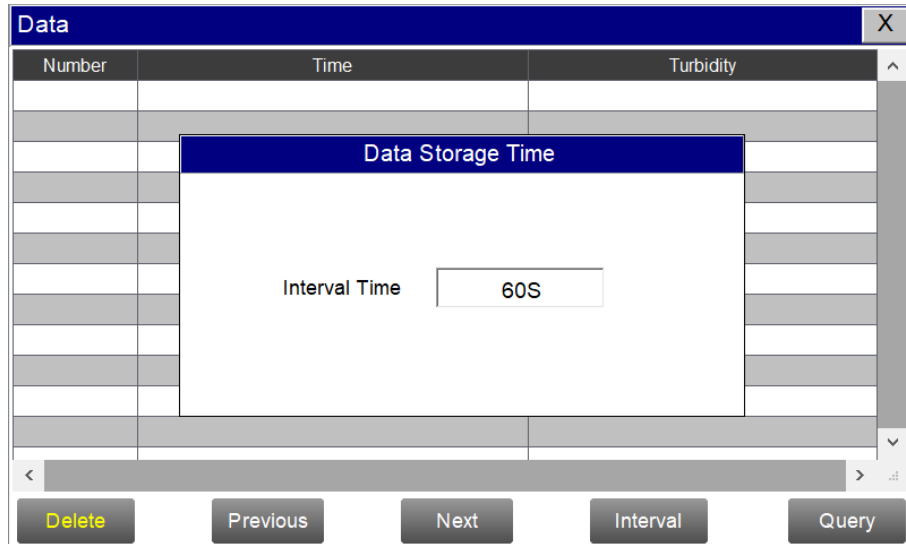 Data X
Number Time Turbidity
Data Storage Time
Interval Time 60S
Delete Previous Next Interval Query